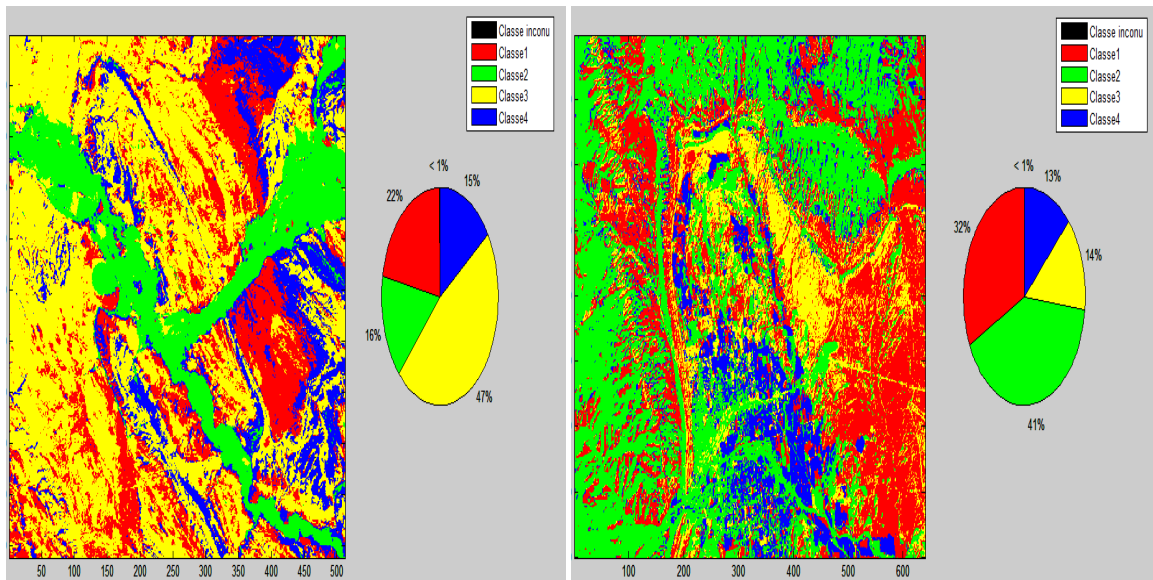 Classe inconu
Classe1
Classe2
Classe3
Classe4
< 1%
15%
22%
16%
47%
50 100 150 200 250 300 350 400 450 500
Classe inconu
Classe1
Classe2
Classe3
Classe4
< 1%
13%
32%
14%
41%
100 200 300 400 500 600